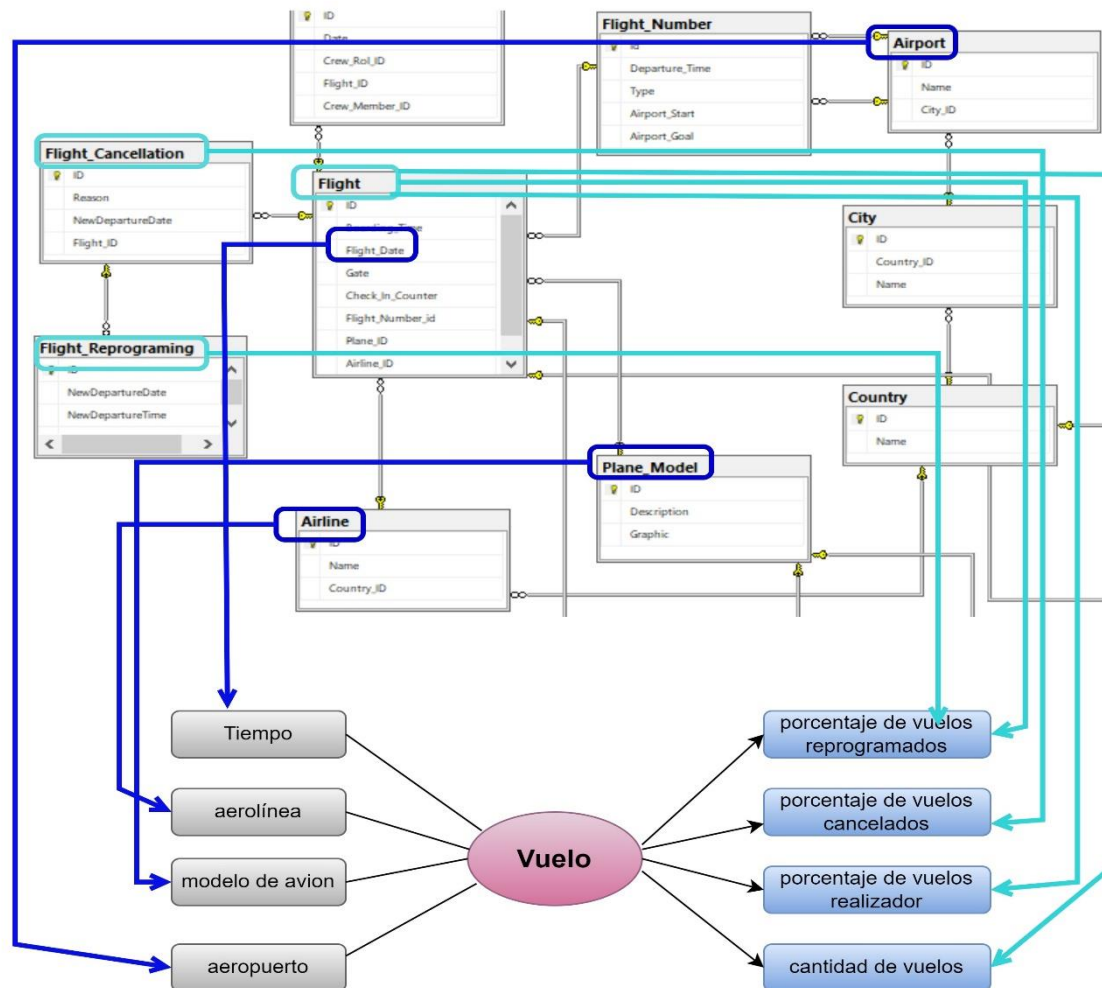 ID
Date
Crew_Rol_ID
Flight_ID
Crew_Member_ID
Flight_Number
Id
Departure_Time
Type
Airport_Start
Airport_Goal
Airport
ID
Name
City_ID
Flight_Cancellation
ID
Reason
NewDepartureDate
Flight_ID
Flight
ID
Flight_Date
Gate
Check_In_Counter
Flight_Number_id
Plane_ID
Airline_ID
City
ID
Country_ID
Name
Flight_Reprograming
ID
NewDepartureDate
NewDepartureTime
Country
ID
Name
Plane_Model
ID
Description
Graphic
Airline
ID
Name
Country_ID
Tiempo
aerolínea
modelo de avion
aeropuerto
Vuelo
porcentaje de vuelos
reprogramados
porcentaje de vuelos
cancelados
porcentaje de vuelos
realizador
cantidad de vuelos